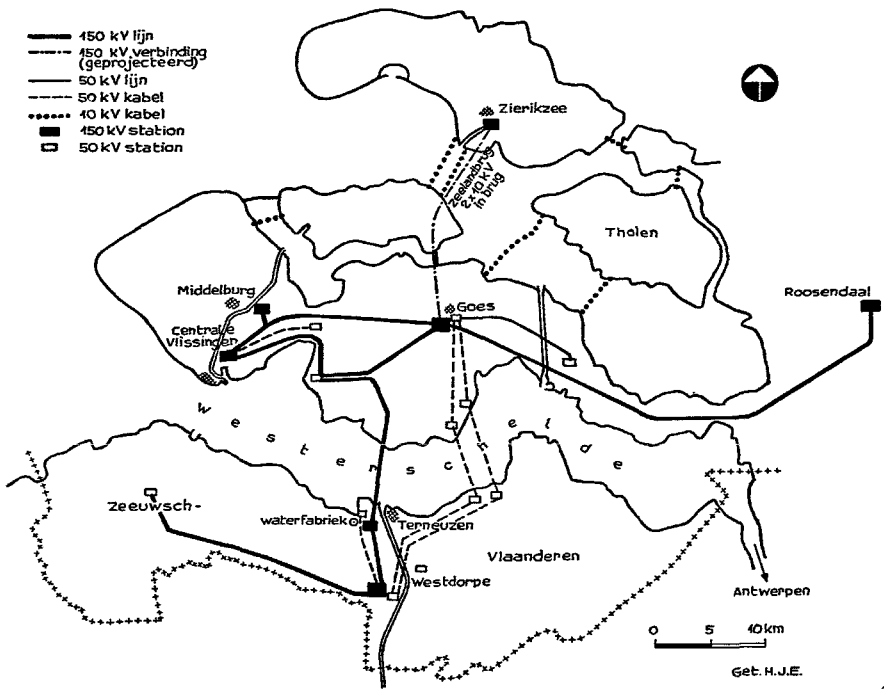 150 kV lijn
150 kV verbinding
(geprojecteerd)
50 kV lijn
50 kV kabel
10 kV kabel
150 kV station
50 kV station
Zierikzee
Zeelandbrug
2 x 10 kV
in brug
Tholen
Middelburg
Goes
Roosendaal
Centrale
Vlissingen
Westerschelde
Zeeuwsch-
waterfabriek
Terneuzen
Vlaanderen
Westdorpe
Antwerpen
0 5 10 km
Get. H.J.E.